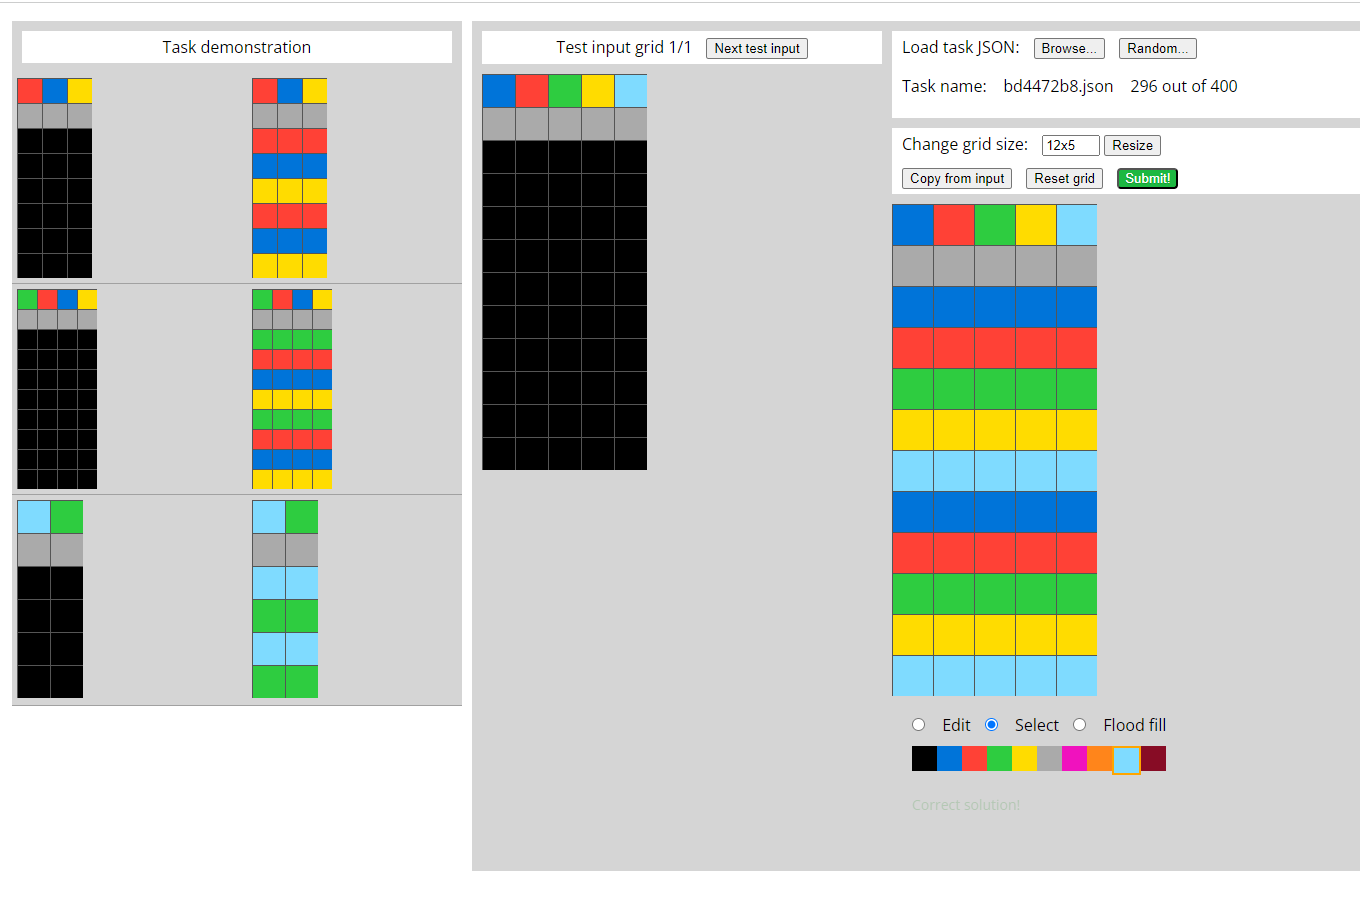 Task demonstration
Test input grid 1/1 Next test input
Load task JSON: Browse... Random...
Task name: bd4472b8.json 296 out of 400
Change grid size: 12x5 Resize
Copy from input Reset grid Submit!
Edit Select Flood fill
Correct solution!